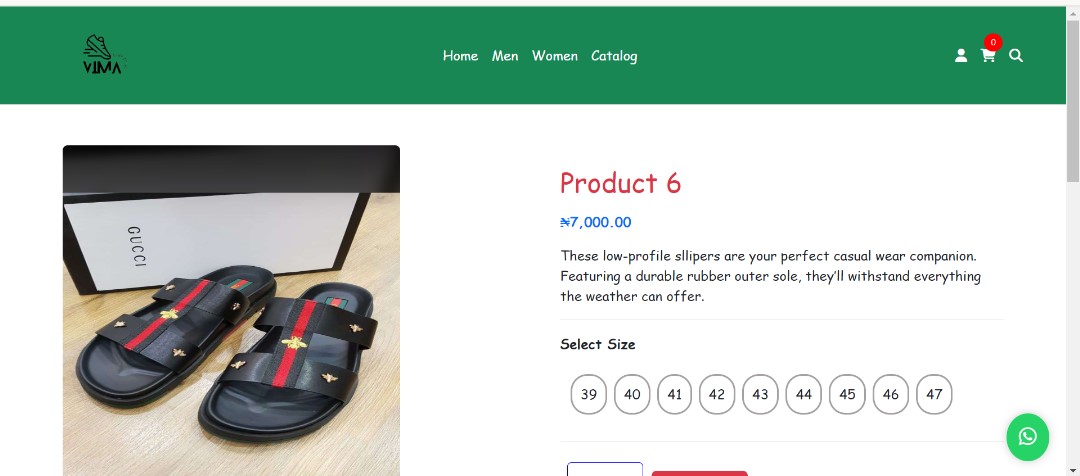 VIMA
Home Men Women Catalog
0
GUCCI
Product 6
₦7,000.00
These low-profile sllipers are your perfect casual wear companion.
Featuring a durable rubber outer sole, they'll withstand everything
the weather can offer.
Select Size
39 40 41 42 43 44 45 46 47